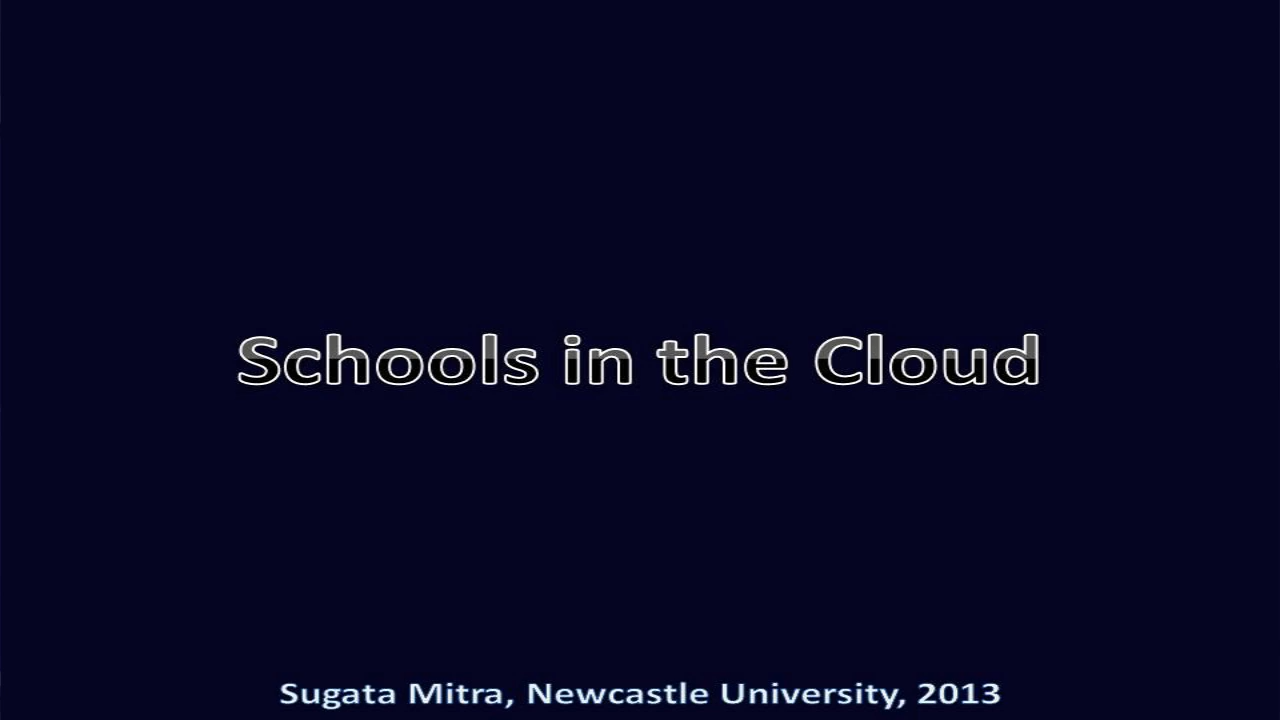 Schools in the Cloud
Sugata Mitra, Newcastle University, 2013